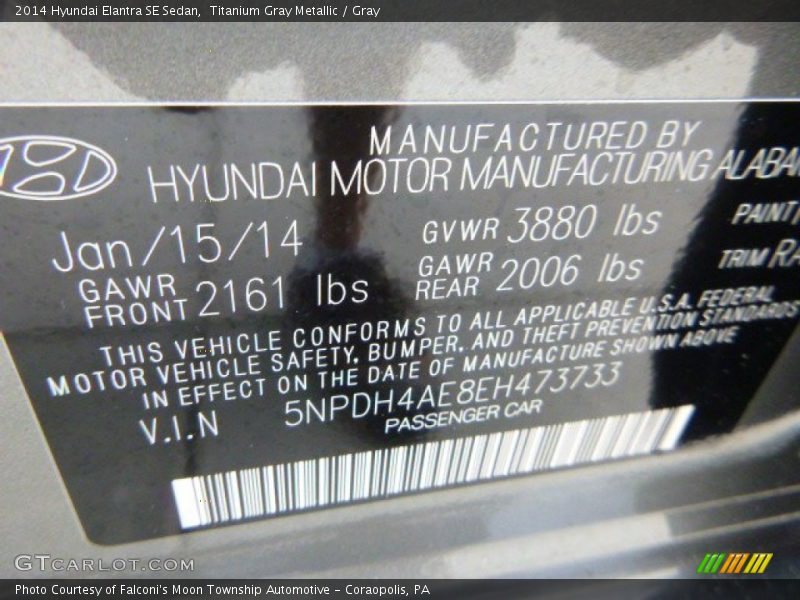 2014 Hyundai Elantra SE Sedan,  Titanium Gray Metallic / Gray
MANUFACTURED BY
HYUNDAI MOTOR MANUFACTURING
Jan/15/14
GVWR 3880 lbs
PAINT
GAWR FRONT 2161 lbs
GAWR REAR 2006 lbs
TRIM
THIS VEHICLE CONFORMS TO ALL APPLICABLE U.S.A. FEDERAL
MOTOR VEHICLE SAFETY, BUMPER, AND THEFT PREVENTION STANDARDS
IN EFFECT ON THE DATE OF MANUFACTURE SHOWN ABOVE
V.I.N 5NPDH4AE8EH473733
PASSENGER CAR
GTCARLOT.COM
Photo Courtesy of Falconi's Moon Township Automotive – Coraopolis, PA